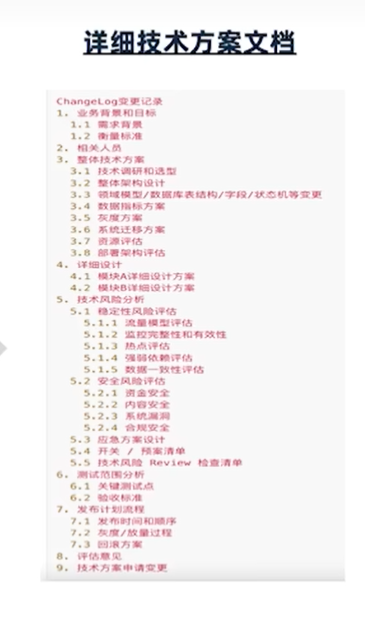 详细技术方案文档
ChangeLog变更记录
1. 业务背景和目标
1.1 需求背景
1.2 衡量标准
2. 相关人员
3. 整体技术方案
3.1 技术调研和选型
3.2 整体架构设计
3.3 领域模型/数据库表结构/字段/状态机等变更
3.4 数据指标方案
3.5 灰度方案
3.6 系统迁移方案
3.7 资源评估
3.8 部署架构评估
4. 详细设计
4.1 模块A详细设计方案
4.2 模块B详细设计方案
5. 技术风险分析
5.1 稳定性风险评估
5.1.1 流量模型评估
5.1.2 监控完整性和有效性
5.1.3 热点评估
5.1.4 强弱依赖评估
5.1.5 数据一致性评估
5.2 安全风险评估
5.2.1 资金安全
5.2.2 内容安全
5.2.3 系统漏洞
5.2.4 合规安全
5.3 应急方案设计
5.4 开关 / 预案清单
5.5 技术风险 Review 检查清单
6. 测试范围分析
6.1 关键测试点
6.2 验收标准
7. 发布计划流程
7.1 发布时间和顺序
7.2 灰度/放量过程
7.3 回滚方案
8. 评估意见
9. 技术方案申请变更